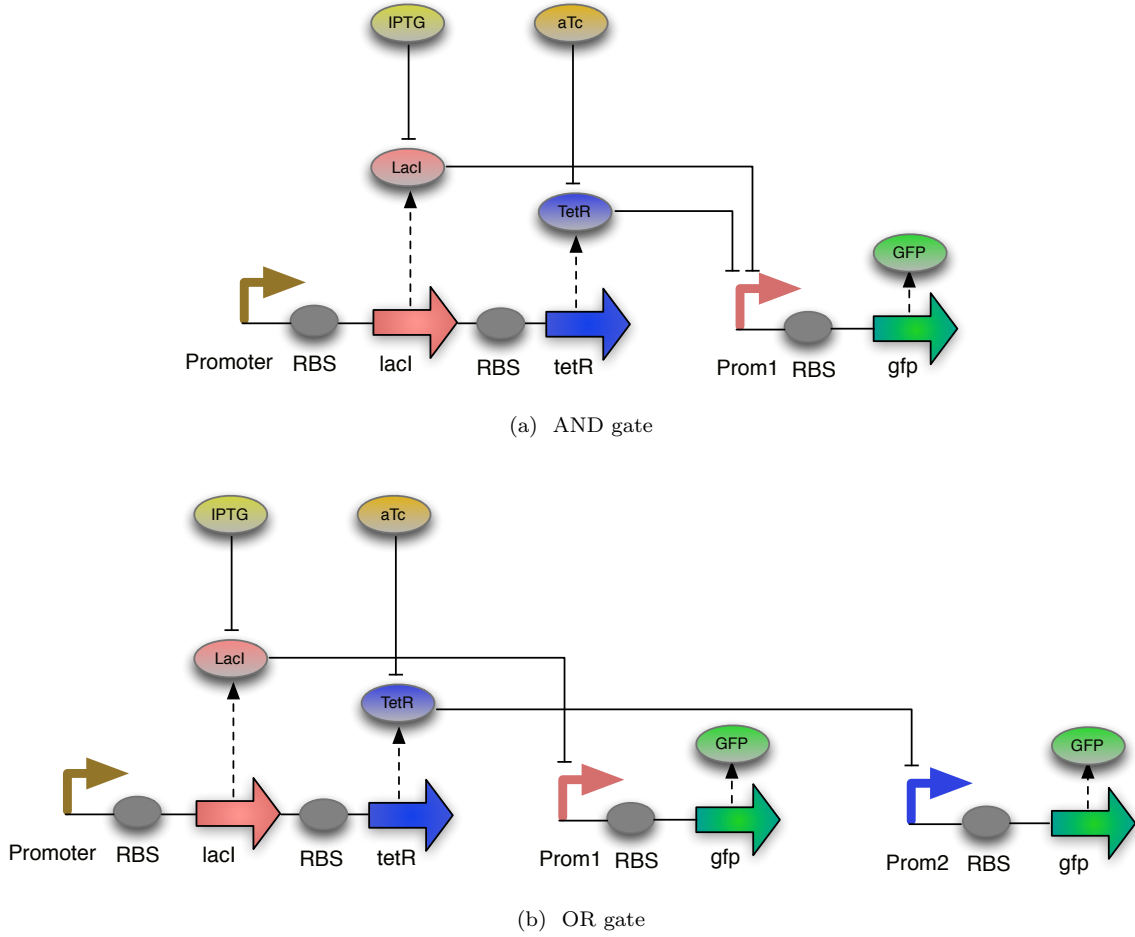 IPTG aTc
LacI
TetR
GFP
Promoter RBS lacI RBS tetR Prom1 RBS gfp
(a) AND gate
IPTG aTc
LacI
TetR GFP GFP
Promoter RBS lacI RBS tetR Prom1 RBS gfp Prom2 RBS gfp
(b) OR gate